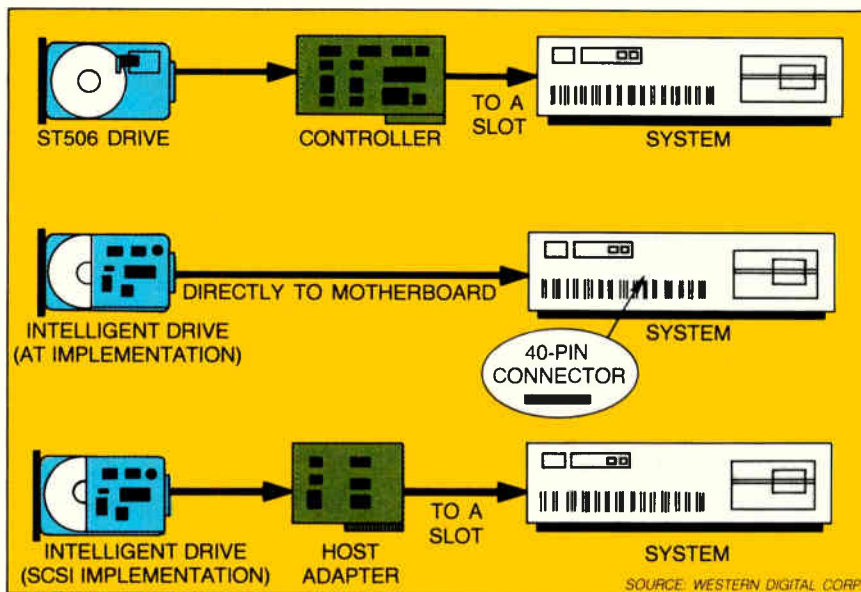 ST506 DRIVE
CONTROLLER
TO A
SLOT
SYSTEM
DIRECTLY TO MOTHERBOARD
INTELLIGENT DRIVE
(AT IMPLEMENTATION)
SYSTEM
40-PIN
CONNECTOR
INTELLIGENT DRIVE
(SCSI IMPLEMENTATION)
HOST
ADAPTER
TO A
SLOT
SYSTEM
SOURCE: WESTERN DIGITAL CORP